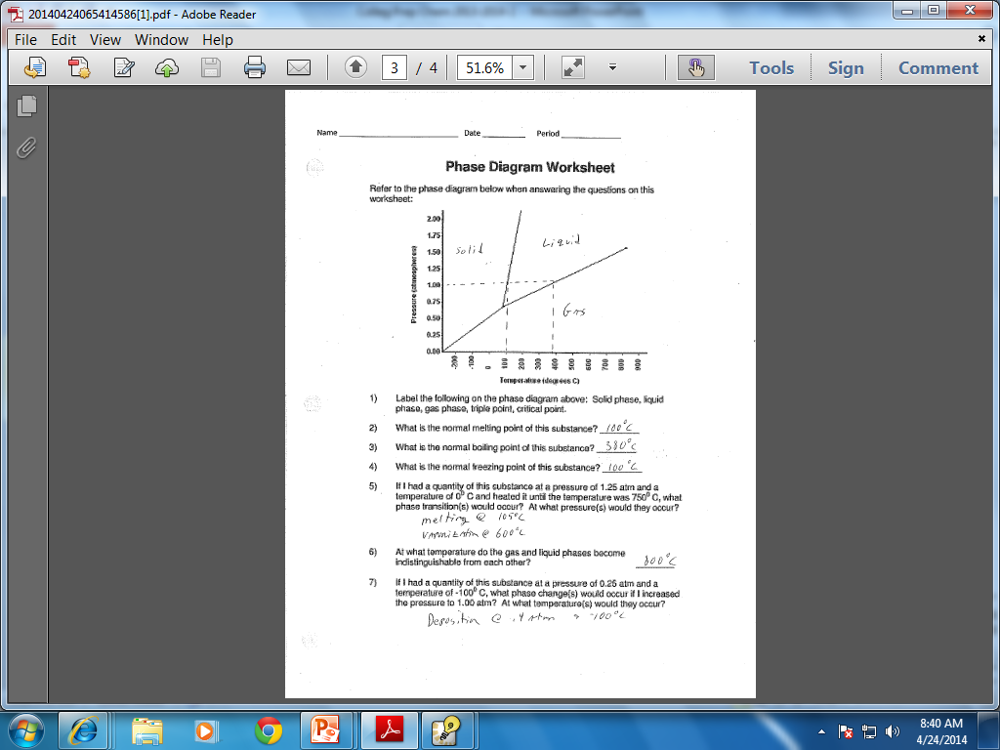 20140424065414586[1].pdf - Adobe Reader
File Edit View Window Help
3 / 4 51.6% Tools Sign Comment
Name Date Period
Phase Diagram Worksheet
Refer to the phase diagram below when answering the questions on this
worksheet:
2.00
1.75
1.50
1.25
1.00
0.75
0.50
0.25
0.00
Pressure (atmospheres)
Solid
Liquid
Gas
-200 -100 0 100 200 300 400 500 600 700 800 900
Temperature (degrees C)
1) Label the following on the phase diagram above: Solid phase, liquid
phase, gas phase, triple point, critical point.
2) What is the normal melting point of this substance? 100°C
3) What is the normal boiling point of this substance? 380°C
4) What is the normal freezing point of this substance? 100°C
5) If I had a quantity of this substance at a pressure of 1.25 atm and a
temperature of 0⁰ C and heated it until the temperature was 750⁰ C, what
phase transition(s) would occur? At what pressure(s) would they occur?
melting @ 105°C
@ 600°C
6) At what temperature do the gas and liquid phases become
indistinguishable from each other? 800°C
7) If I had a quantity of this substance at a pressure of 0.25 atm and a
temperature of -100⁰ C, what phase change(s) would occur if I increased
the pressure to 1.00 atm? At what temperature(s) would they occur?
Deposition @ .4 atm -100°C
8:40 AM
4/24/2014